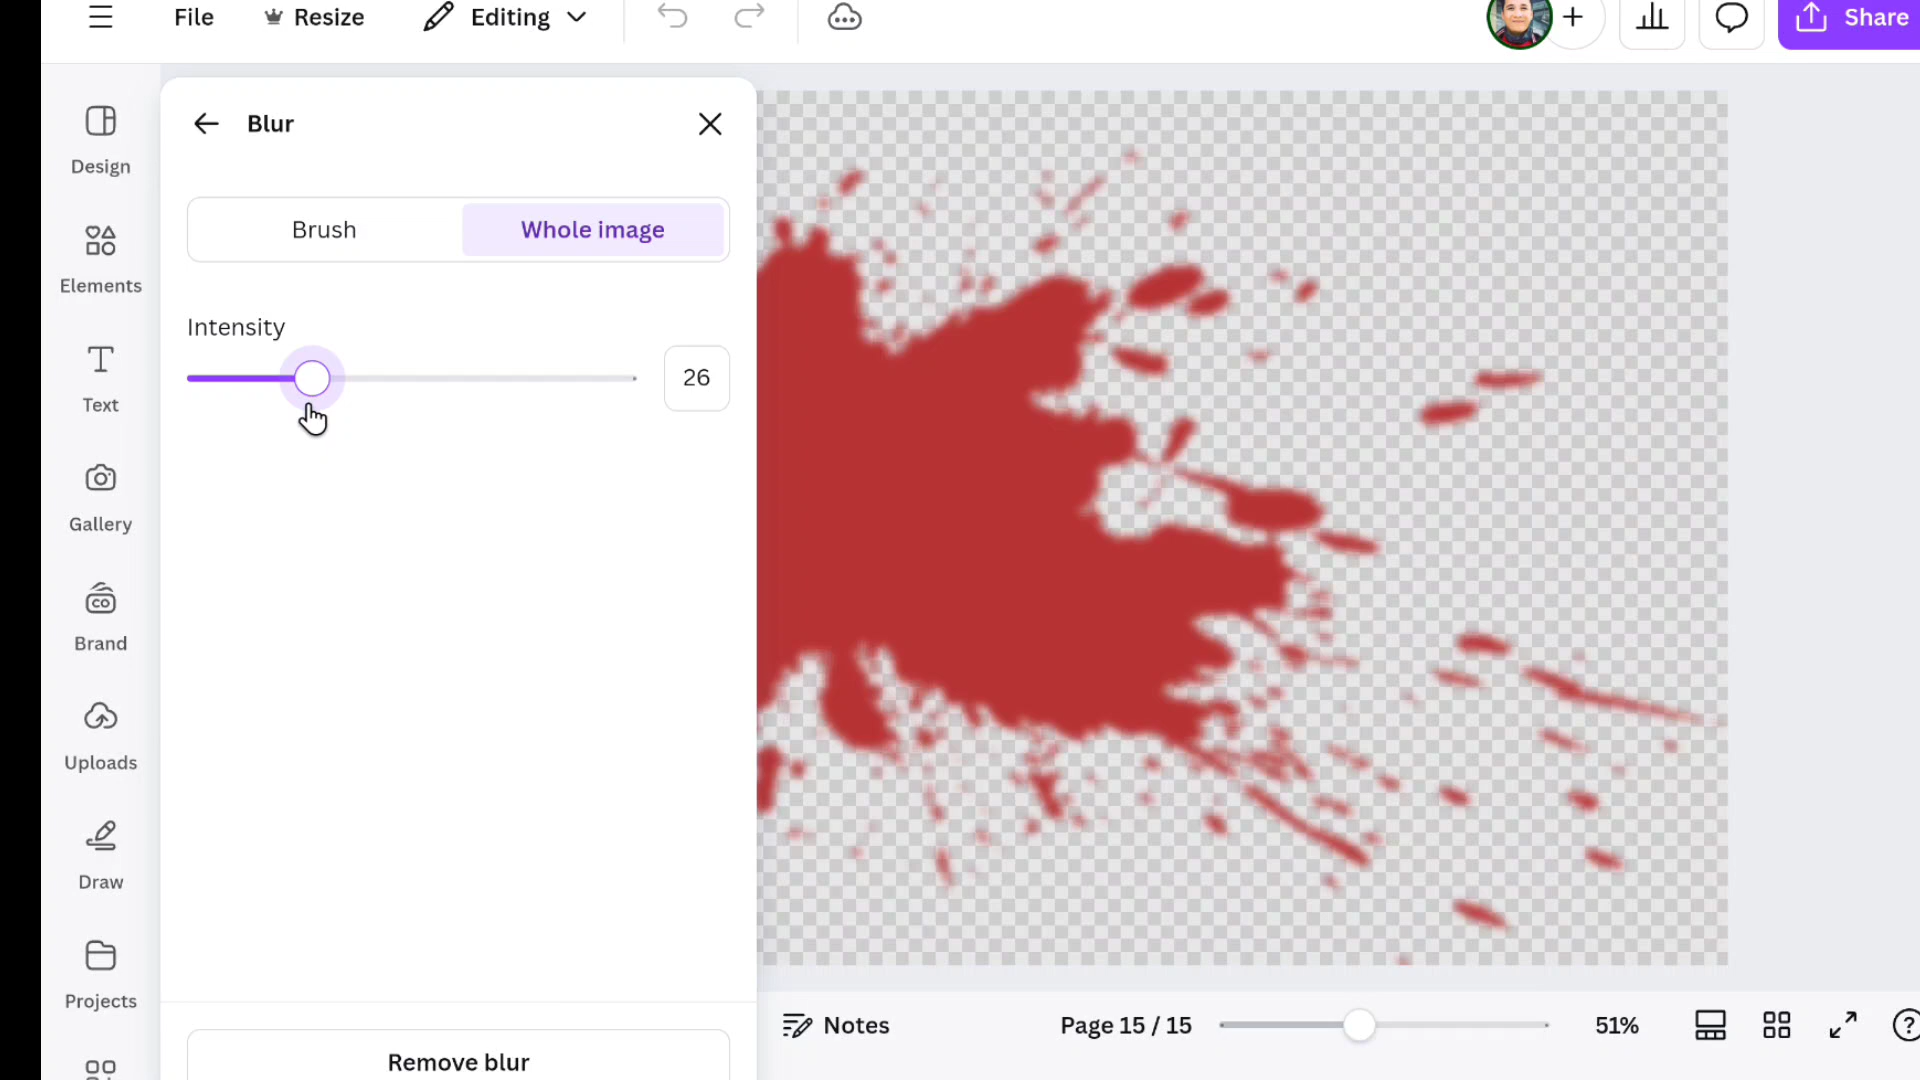 File
Resize
Editing
Share
Design
Elements
Text
Gallery
Brand
Uploads
Draw
Projects
Blur
Brush
Whole image
Intensity
26
Remove blur
Notes
Page 15 / 15
51%